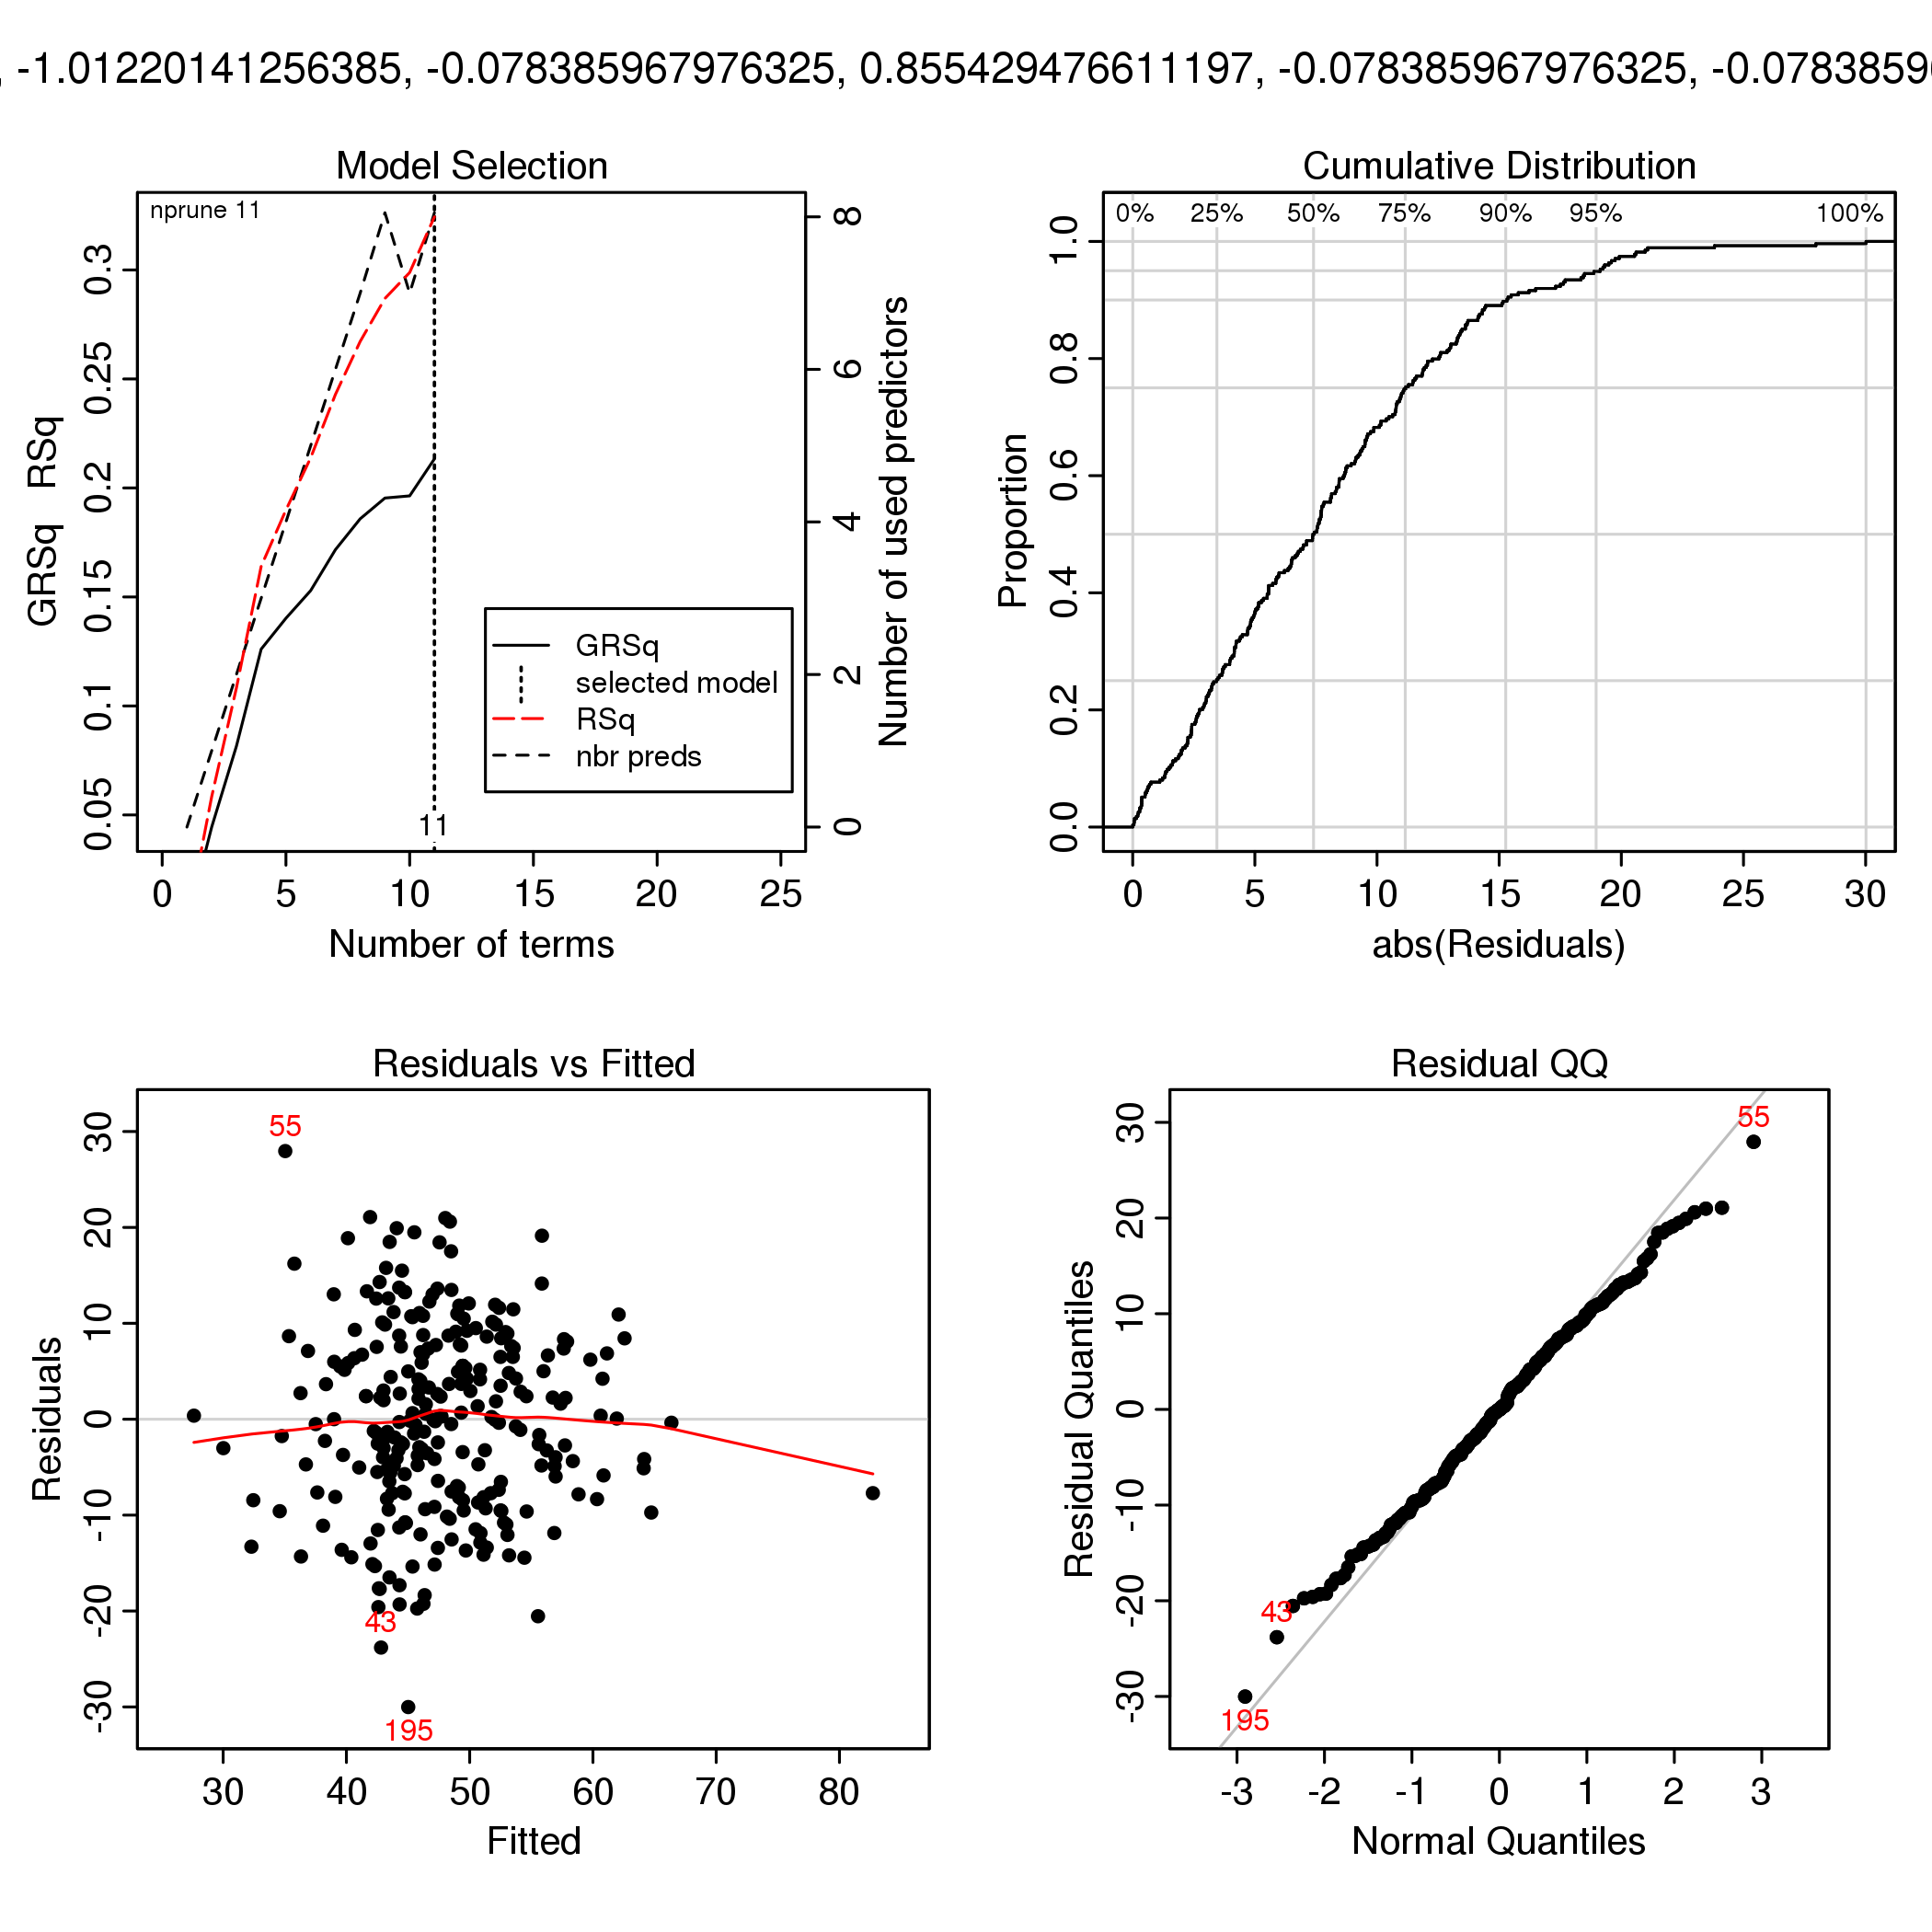 , -1.01220141256385, -0.078385967976325, 0.855429476611197, -0.078385967976325, -0.0783859
Model Selection
nprune 11
GRSq RSq
0.05 0.1 0.15 0.2 0.25 0.3
0 2 4 6 8
Number of used predictors
GRSq
selected model
RSq
nbr preds
11
0 5 10 15 20 25
Number of terms
Cumulative Distribution
0% 25% 50% 75% 90% 95% 100%
Proportion
0.0 0.2 0.4 0.6 0.8 1.0
0 5 10 15 20 25 30
abs(Residuals)
Residuals vs Fitted
Residuals
-30 -20 -10 0 10 20 30
55
43
195
30 40 50 60 70 80
Fitted
Residual QQ
Residual Quantiles
-30 -20 -10 0 10 20 30
55
43
195
-3 -2 -1 0 1 2 3
Normal Quantiles